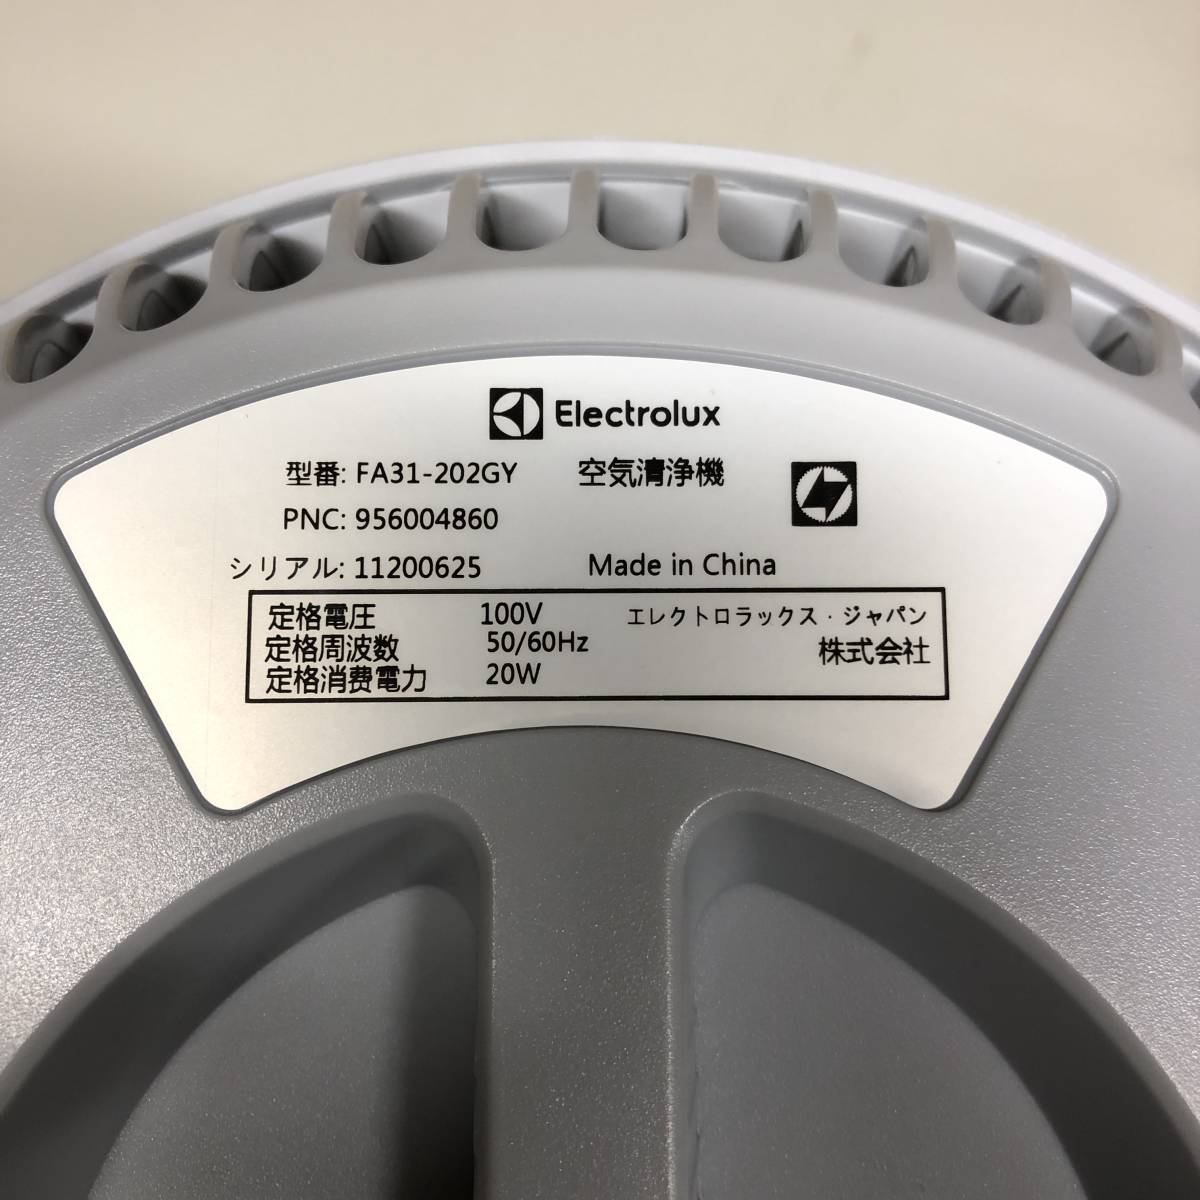 Electrolux
型番: FA31-202GY 空気清浄機
PNC: 956004860
シリアル: 11200625 Made in China
定格電圧 100V エレクトロラックス・ジャパン
定格周波数 50/60Hz 株式会社
定格消費電力 20W